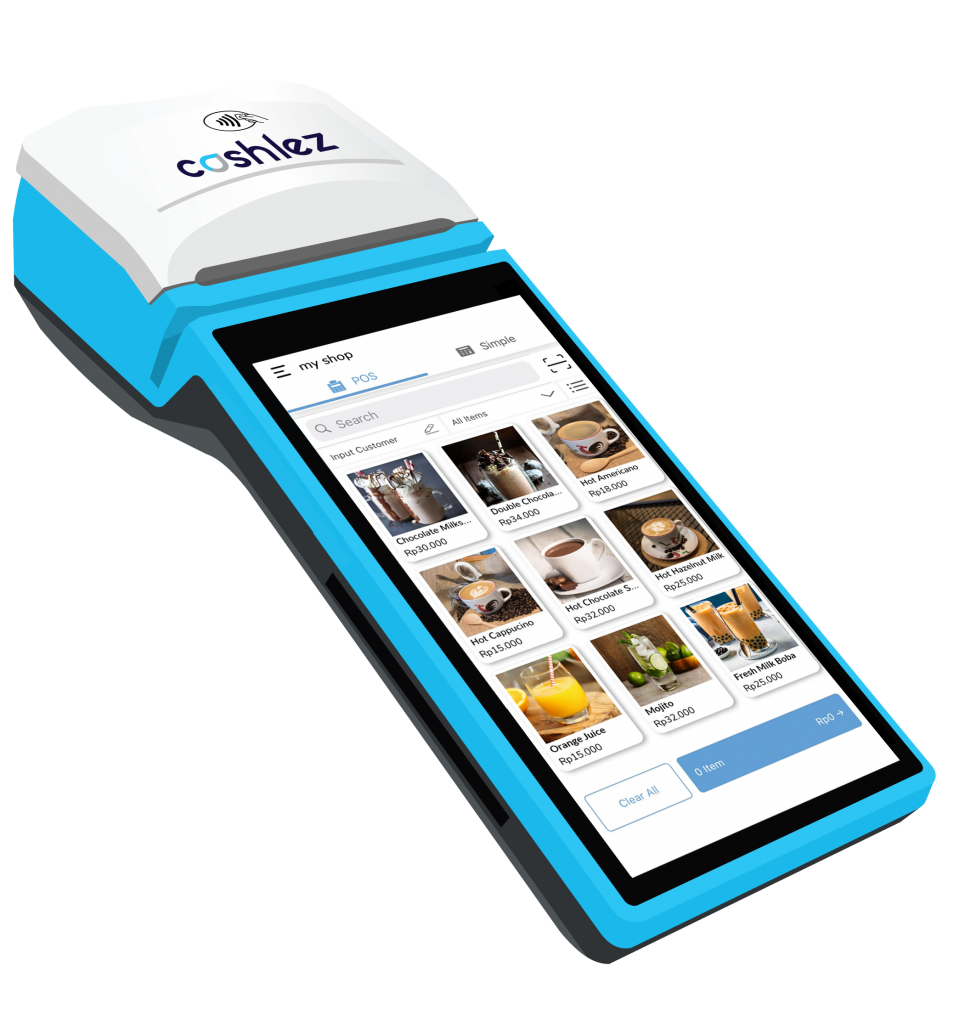 cashlez
my shop
POS
Simple
Search
Input Customer
All Items
Chocolate Milks...
Rp30.000
Double Chocola...
Rp34.000
Hot Americano
Rp18.000
Hot Cappucino
Rp15.000
Hot Chocolate S...
Rp32.000
Hot Hazelnut Milk
Rp25.000
Orange Juice
Rp15.000
Mojito
Rp32.000
Fresh Milk Boba
Rp25.000
Clear All
0 Item
Rp0 →